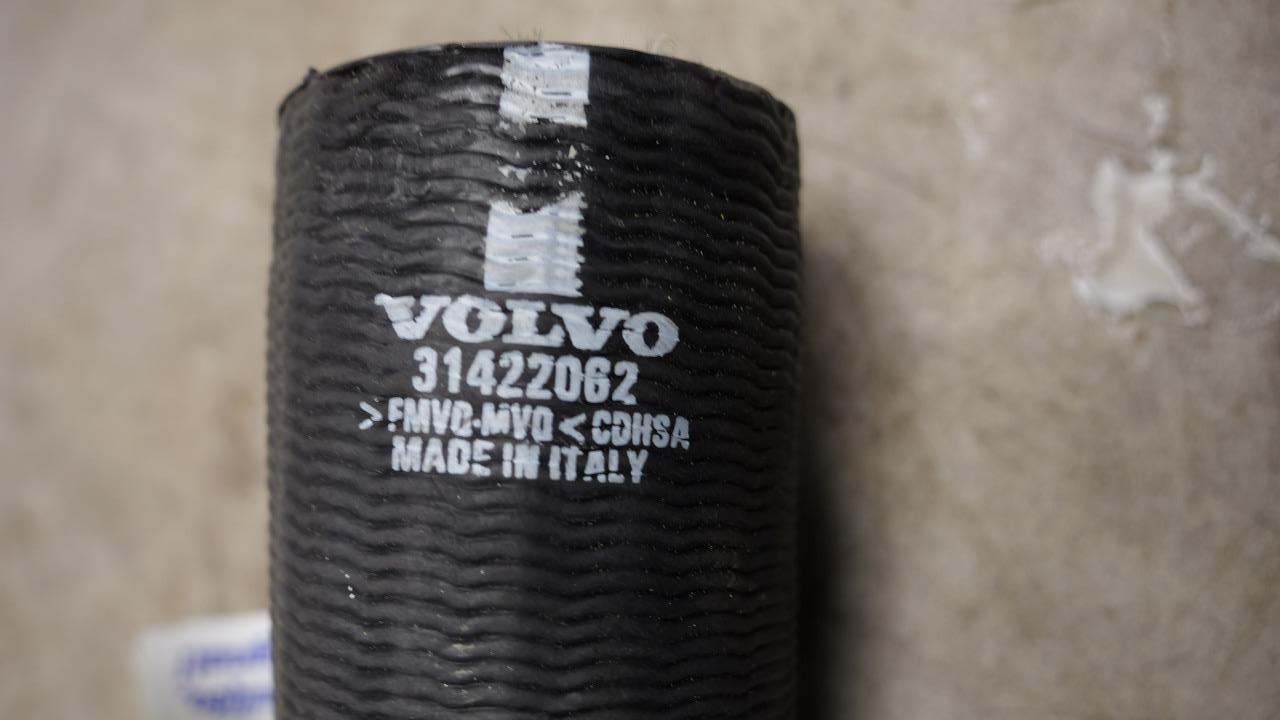 VOLVO
31422062
>FMVQ-MVQ< CDHSA
MADE IN ITALY